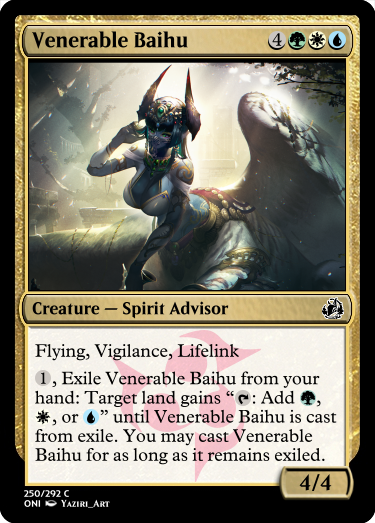 Venerable Baihu 4
Creature — Spirit Advisor
Flying, Vigilance, Lifelink
1, Exile Venerable Baihu from your
hand: Target land gains “: Add ,
, or ” until Venerable Baihu is cast
from exile. You may cast Venerable
Baihu for as long as it remains exiled.
4/4
250/292 C
ONI Yaziri_Art